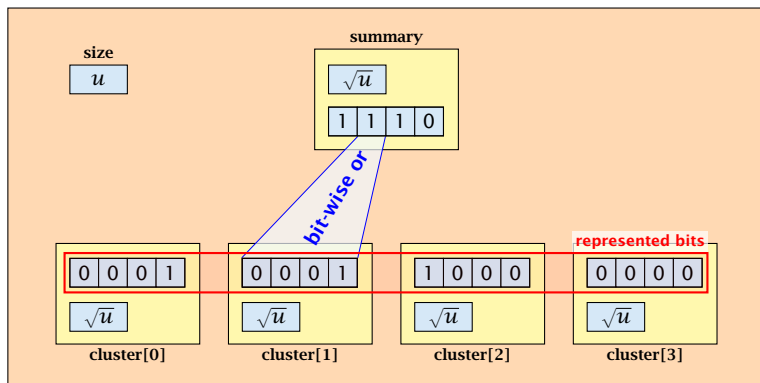 summary
size
u
√u
1 1 1 0
bit-wise or
represented bits
0 0 0 1
0 0 0 1
1 0 0 0
0 0 0 0
√u
√u
√u
√u
cluster[0]
cluster[1]
cluster[2]
cluster[3]